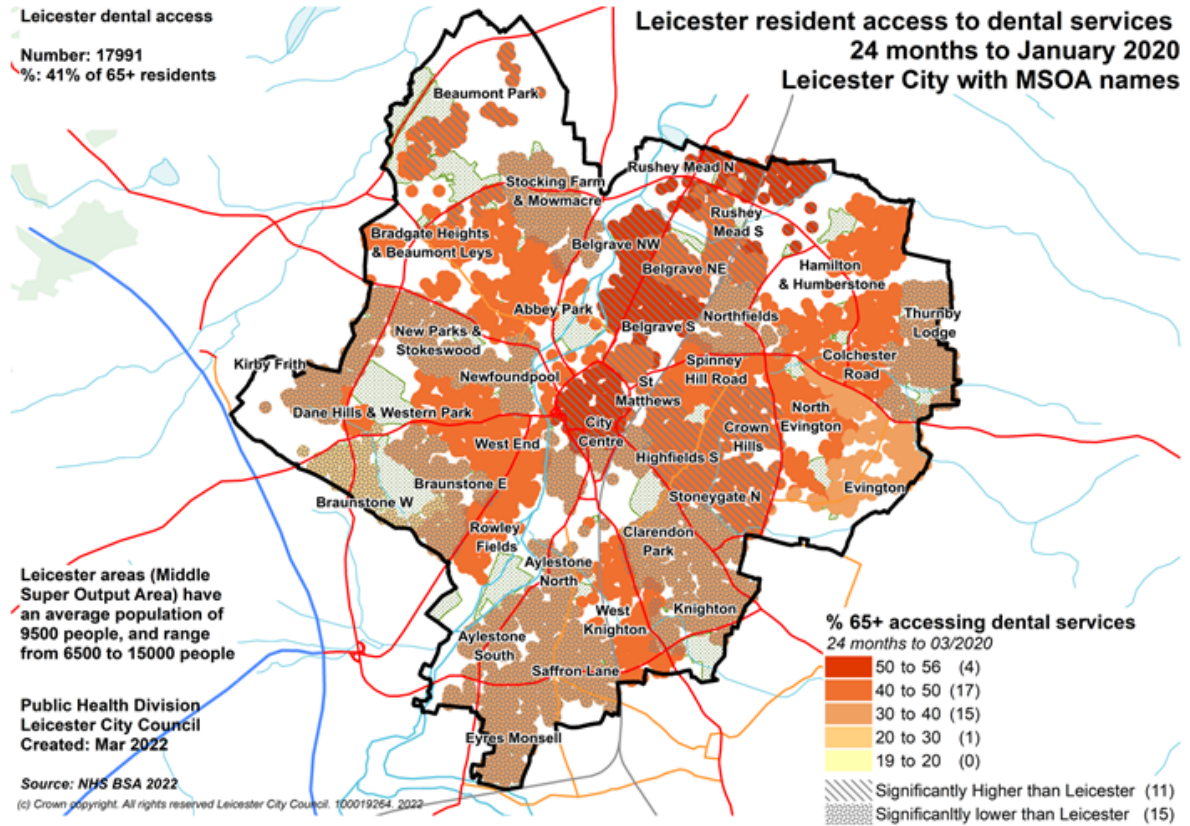 Leicester dental access
Number: 17991
%: 41% of 65+ residents
Leicester resident access to dental services
24 months to January 2020
Leicester City with MSOA names
Beaumont Park
Rushey Mead N
Stocking Farm
& Mowmacre
Rushey
Mead S
Bradgate Heights
& Beaumont Leys
Belgrave NW
Belgrave NE
Hamilton
& Humberstone
Abbey Park
Belgrave S
Northfields
Thurnby
Lodge
New Parks &
Stokeswood
Kirby Frith
Newfoundpool
Spinney
Hill Road
Colchester
Road
St
Matthews
Dane Hills & Western Park
North
Evington
City
Centre
Crown
Hills
West End
Highfields S
Braunstone E
Stoneygate N
Evington
Braunstone W
Rowley
Fields
Clarendon
Park
Aylestone
North
West
Knighton
Knighton
Aylestone
South
Saffron Lane
Eyres Monsell
Leicester areas (Middle
Super Output Area) have
an average population of
9500 people, and range
from 6500 to 15000 people
Public Health Division
Leicester City Council
Created: Mar 2022
Source: NHS BSA 2022
(c) Crown copyright. All rights reserved Leicester City Council. 100019264. 2022
% 65+ accessing dental services
24 months to 03/2020
50 to 56 (4)
40 to 50 (17)
30 to 40 (15)
20 to 30 (1)
19 to 20 (0)
Significantly Higher than Leicester (11)
Significanltly lower than Leicester (15)